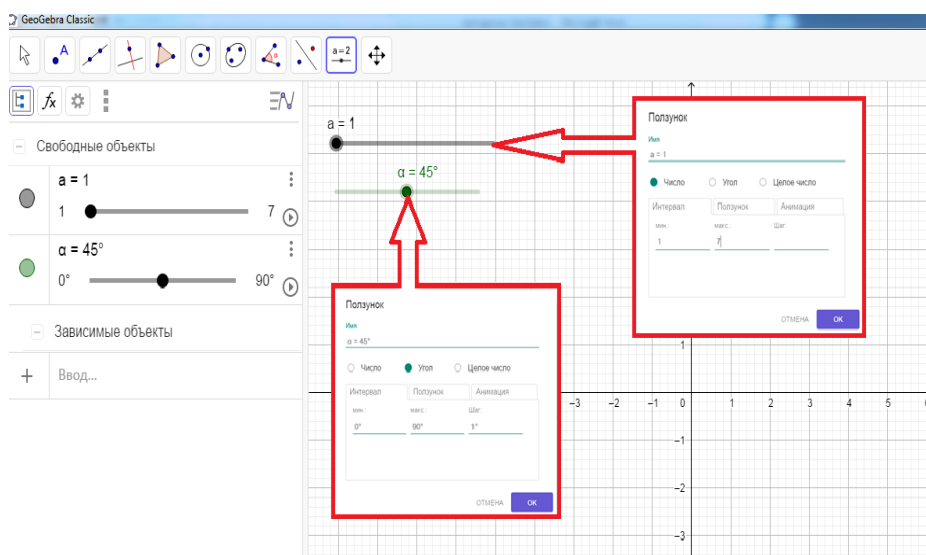 GeoGebra Classic
A
α
a=2
fx
Свободные объекты
a = 1
1
7
α = 45°
0°
90°
Зависимые объекты
+
Ввод...
a = 1
α = 45°
Ползунок
Имя
a = 1
Число
Угол
Целое число
Интервал
Ползунок
Анимация
мин.:
макс.:
Шаг:
1
7
ОТМЕНА
ОК
Ползунок
Имя
α = 45°
Число
Угол
Целое число
Интервал
Ползунок
Анимация
мин.:
макс.:
Шаг:
0°
90°
1°
ОТМЕНА
ОК
1
−3 −2 −1 0 1 2 3 4 5
−1
−2
−3